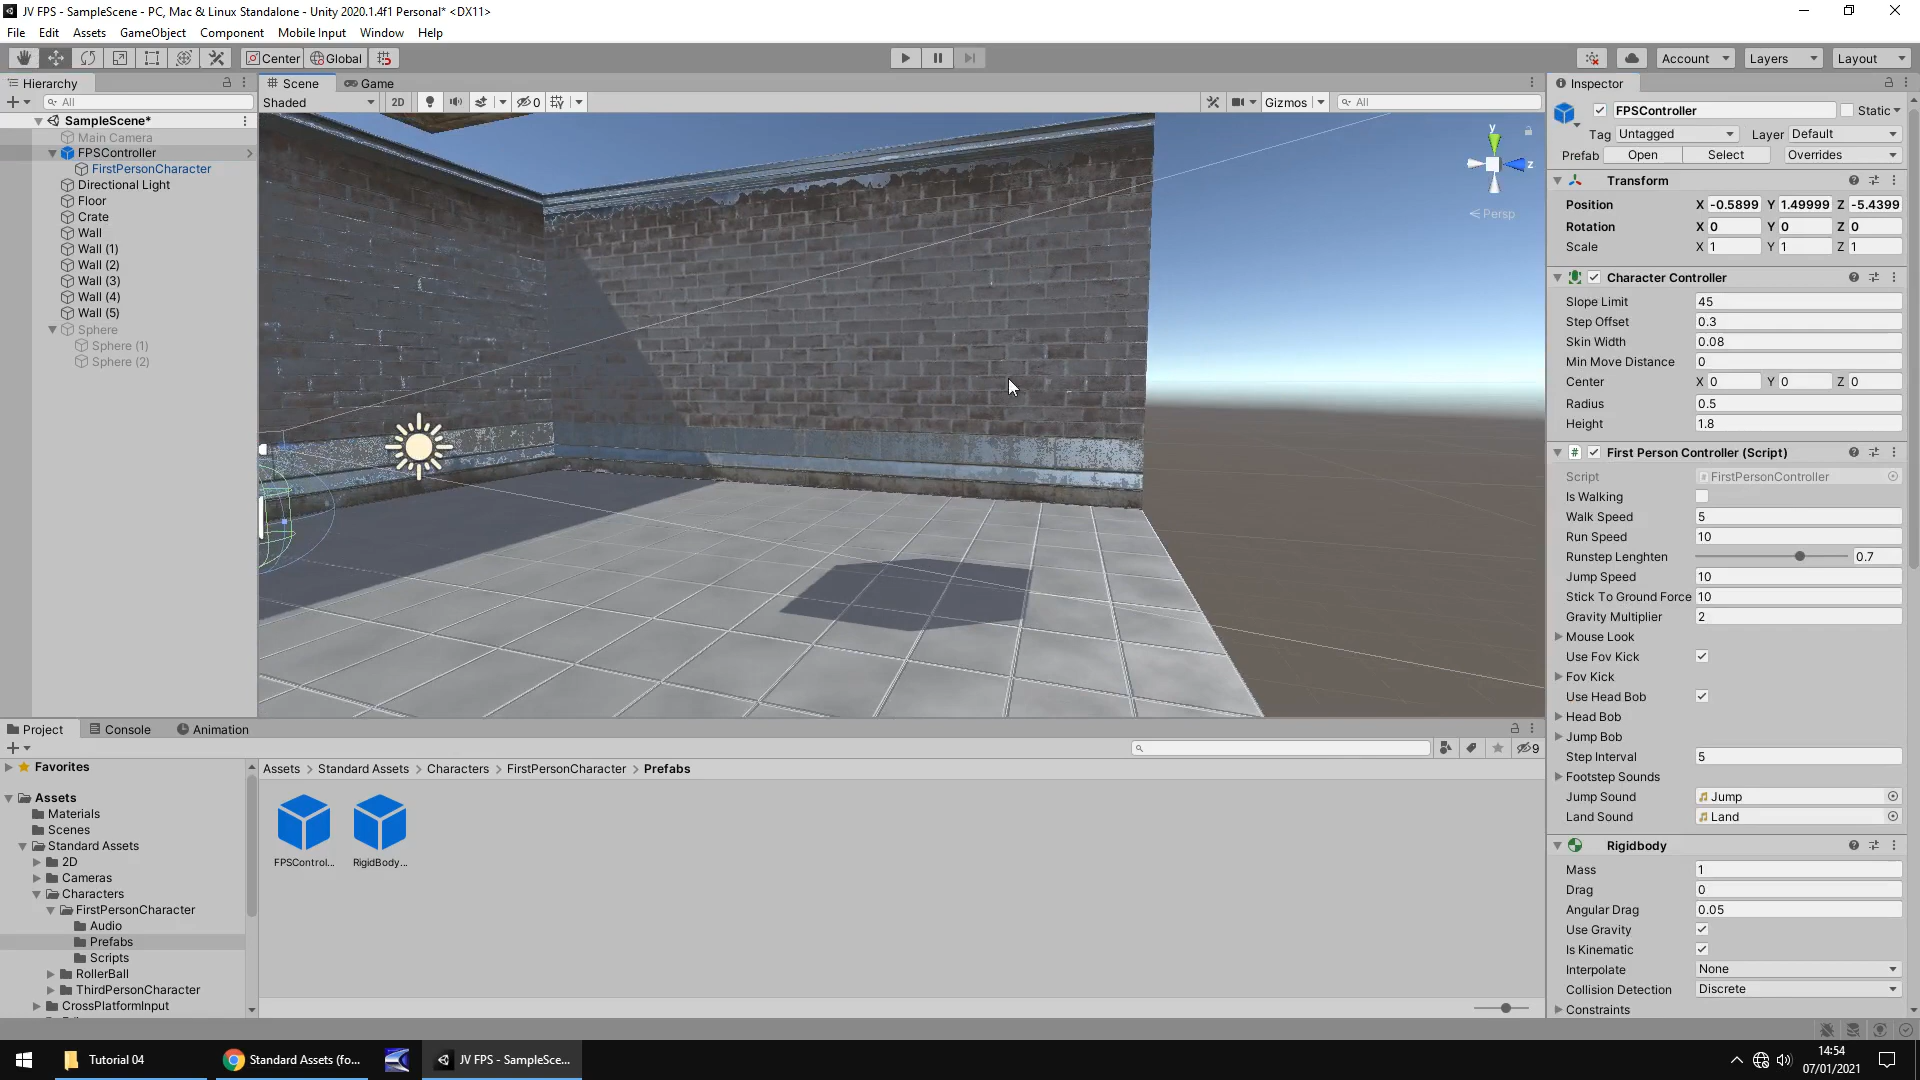 JV FPS - SampleScene - PC, Mac & Linux Standalone - Unity 2020.1.4f1 Personal* <DX11>
File Edit Assets GameObject Component Mobile Input Window Help
Center Global Account Layers Layout
Hierarchy
All
SampleScene*
Main Camera
FPSController
FirstPersonCharacter
Directional Light
Floor
Crate
Wall
Wall (1)
Wall (2)
Wall (3)
Wall (4)
Wall (5)
Sphere
Sphere (1)
Sphere (2)
Scene Game
Shaded 2D 0 Gizmos All
y
z
Persp
Inspector
FPSController Static
Tag Untagged Layer Default
Prefab Open Select Overrides
Transform
Position X -0.5899 Y 1.49999 Z -5.4399
Rotation X 0 Y 0 Z 0
Scale X 1 Y 1 Z 1
Character Controller
Slope Limit 45
Step Offset 0.3
Skin Width 0.08
Min Move Distance 0
Center X 0 Y 0 Z 0
Radius 0.5
Height 1.8
First Person Controller (Script)
Script FirstPersonController
Is Walking
Walk Speed 5
Run Speed 10
Runstep Lenghten 0.7
Jump Speed 10
Stick To Ground Force 10
Gravity Multiplier 2
Mouse Look
Use Fov Kick
Fov Kick
Use Head Bob
Head Bob
Jump Bob
Step Interval 5
Footstep Sounds
Jump Sound Jump
Land Sound Land
Rigidbody
Mass 1
Drag 0
Angular Drag 0.05
Use Gravity
Is Kinematic
Interpolate None
Collision Detection Discrete
Constraints
Project Console Animation
9
Favorites
Assets
Materials
Scenes
Standard Assets
2D
Cameras
Characters
FirstPersonCharacter
Audio
Prefabs
Scripts
RollerBall
ThirdPersonCharacter
CrossPlatformInput
Assets > Standard Assets > Characters > FirstPersonCharacter > Prefabs
FPSControl... RigidBody...
Tutorial 04
Standard Assets (fo...
JV FPS - SampleSce...
14:54
07/01/2021